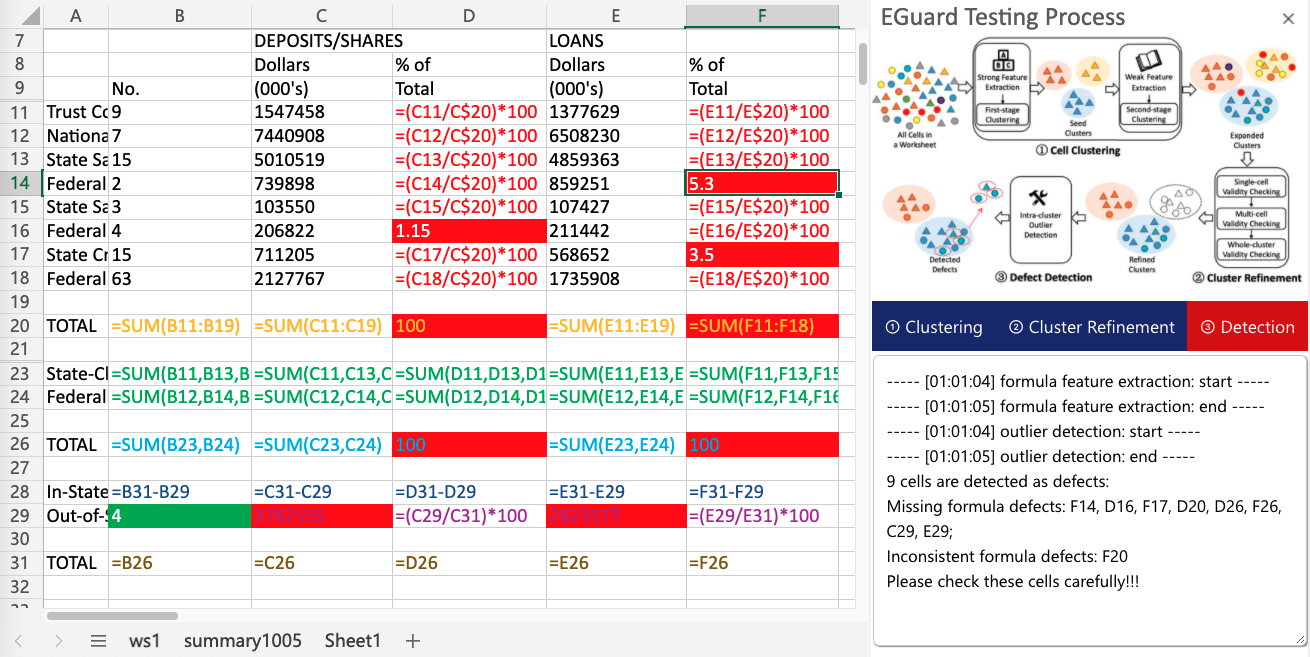 A B C D E F
7 DEPOSITS/SHARES LOANS
8 Dollars % of Dollars % of
9 No. (000's) Total (000's) Total
11 Trust Co 9 1547458 =(C11/C$20)*100 1377629 =(E11/E$20)*100
12 Nationa 7 7440908 =(C12/C$20)*100 6508230 =(E12/E$20)*100
13 State Sa 15 5010519 =(C13/C$20)*100 4859363 =(E13/E$20)*100
14 Federal 2 739898 =(C14/C$20)*100 859251 5.3
15 State Sa 3 103550 =(C15/C$20)*100 107427 =(E15/E$20)*100
16 Federal 4 206822 1.15 211442 =(E16/E$20)*100
17 State Cr 15 711205 =(C17/C$20)*100 568652 3.5
18 Federal 63 2127767 =(C18/C$20)*100 1735908 =(E18/E$20)*100
19
20 TOTAL =SUM(B11:B19) =SUM(C11:C19) 100 =SUM(E11:E19) =SUM(F11:F18)
21
23 State-Cl =SUM(B11,B13,B =SUM(C11,C13,C =SUM(D11,D13,D1 =SUM(E11,E13,E =SUM(F11,F13,F15
24 Federal =SUM(B12,B14,B =SUM(C12,C14,C =SUM(D12,D14,D1 =SUM(E12,E14,E =SUM(F12,F14,F16
25
26 TOTAL =SUM(B23,B24) =SUM(C23,C24) 100 =SUM(E23,E24) 100
27
28 In-State =B31-B29 =C31-C29 =D31-D29 =E31-E29 =F31-F29
29 Out-of-S 4 3782155 =(C29/C31)*100 2823577 =(E29/E31)*100
30
31 TOTAL =B26 =C26 =D26 =E26 =F26
32
ws1 summary1005 Sheet1 +
EGuard Testing Process ×
All Cells in
a Worksheet
A
B C
Strong Feature
Extraction
First-stage
Clustering
Seed
Clusters
Weak Feature
Extraction
Second-stage
Clustering
Expanded
Clusters
① Cell Clustering
Single-cell
Validity Checking
Multi-cell
Validity Checking
Whole-cluster
Validity Checking
② Cluster Refinement
Refined
Clusters
Intra-cluster
Outlier
Detection
Detected
Defects
③ Defect Detection
① Clustering ② Cluster Refinement ③ Detection
----- [01:01:04] formula feature extraction: start -----
----- [01:01:05] formula feature extraction: end -----
----- [01:01:04] outlier detection: start -----
----- [01:01:05] outlier detection: end -----
9 cells are detected as defects:
Missing formula defects: F14, D16, F17, D20, D26, F26,
C29, E29;
Inconsistent formula defects: F20
Please check these cells carefully!!!